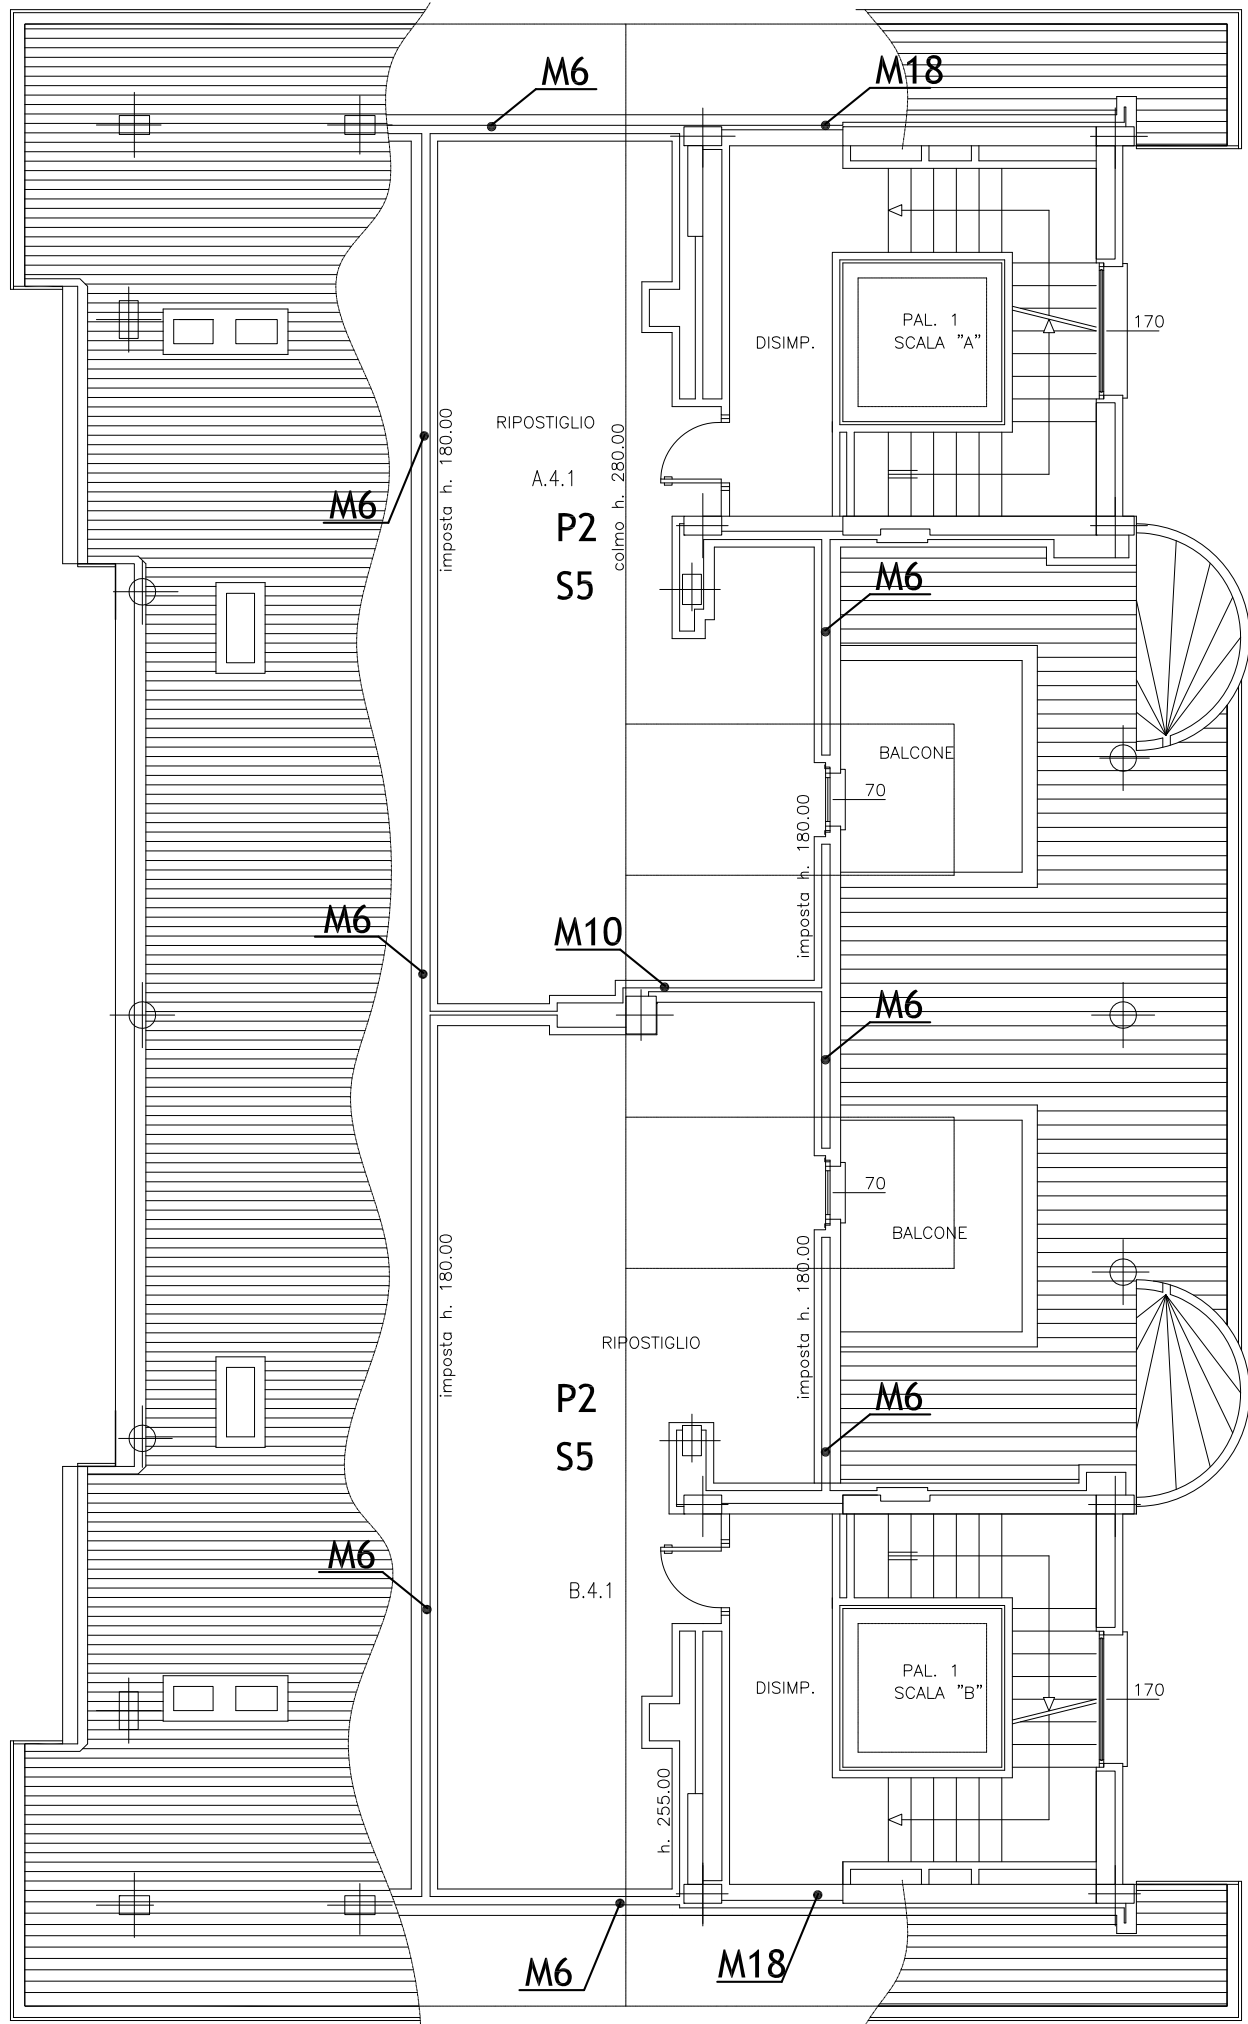 M6
M18
PAL. 1
SCALA "A"
170
DISIMP.
RIPOSTIGLIO
imposta h. 180.00
colmo h. 280.00
A.4.1
M6
P2
S5
M6
BALCONE
70
imposta h. 180.00
M6
M10
M6
70
BALCONE
imposta h. 180.00
imposta h. 180.00
RIPOSTIGLIO
P2
M6
S5
M6
B.4.1
PAL. 1
SCALA "B"
DISIMP.
170
h. 255.00
M6
M18